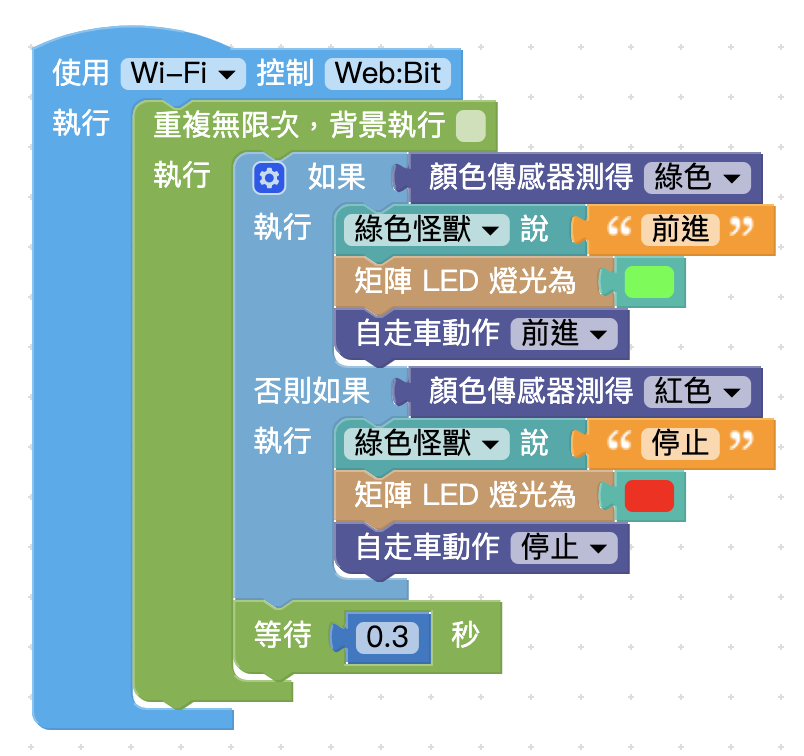 使用 Wi-Fi 控制 Web:Bit
執行 重複無限次，背景執行
執行 如果 顏色傳感器測得 綠色
執行 綠色怪獸 說 “ 前進 ”
矩陣 LED 燈光為
自走車動作 前進
否則如果 顏色傳感器測得 紅色
執行 綠色怪獸 說 “ 停止 ”
矩陣 LED 燈光為
自走車動作 停止
等待 0.3 秒